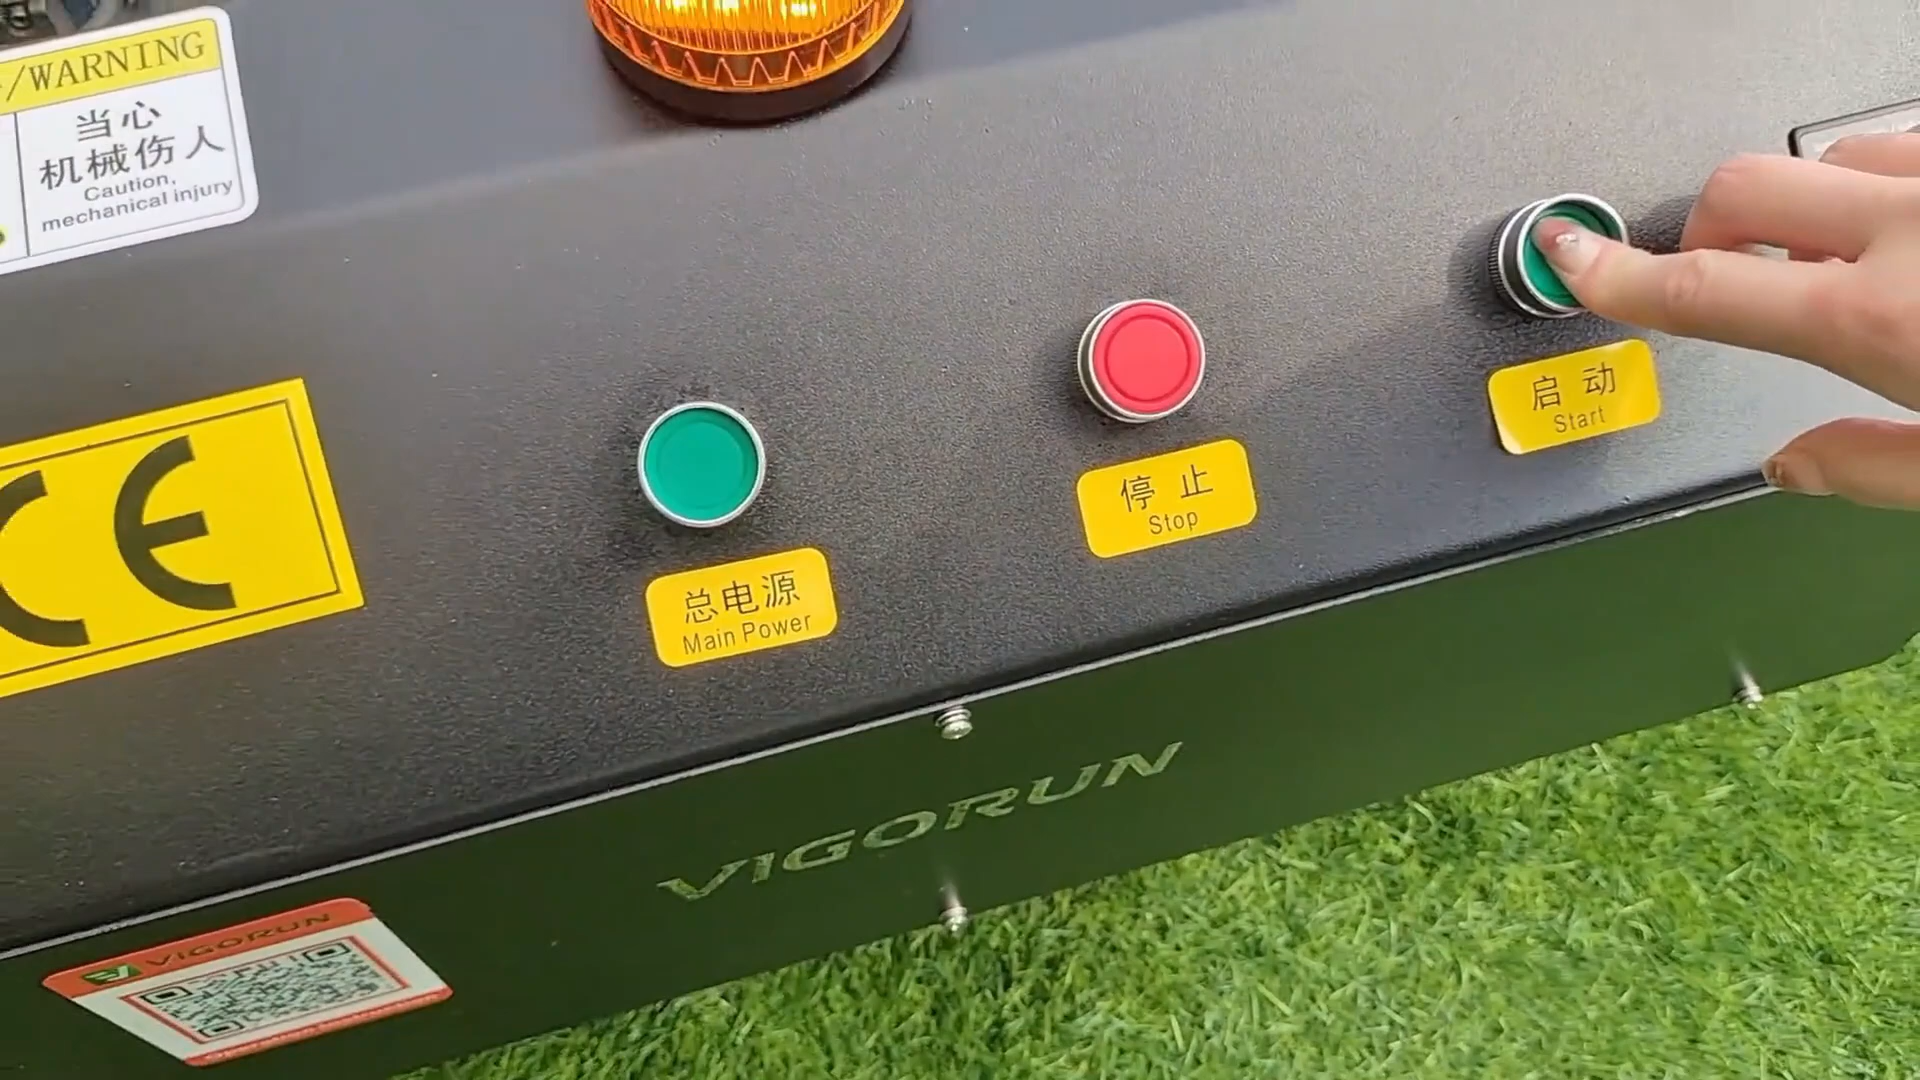 /WARNING
当心
机械伤人
Caution,
mechanical injury
CE
总电源
Main Power
停止
Stop
启动
Start
VIGORUN
VIGORUN